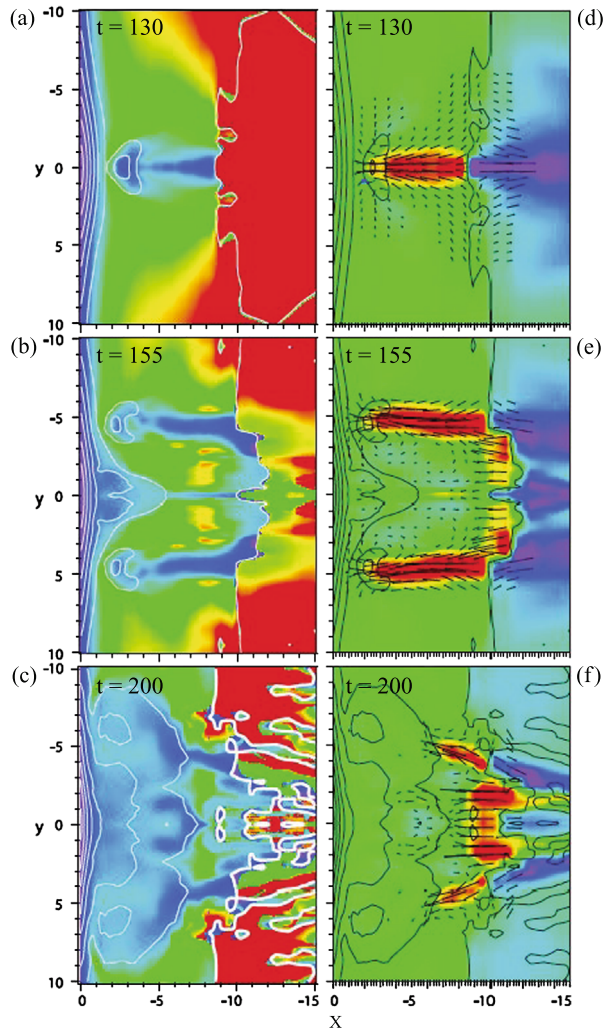 (a) -10 t = 130 t = 130 (d)
-5
y 0
5
10
(b) -10 t = 155 t = 155 (e)
-5
y 0
5
10
(c) -10 t = 200 t = 200 (f)
-5
y 0
5
10
0 -5 -10 -15 0 -5 -10 -15
X